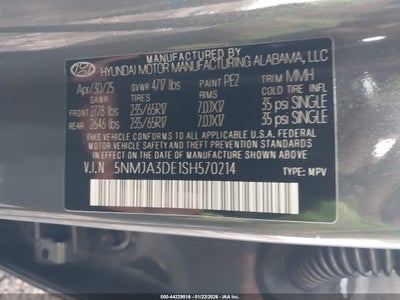 MANUFACTURED BY
HYUNDAI MOTOR MANUFACTURING ALABAMA, LLC
Apr/30/25 GVWR 4717 lbs PAINT PE2 TRIM MMH
GAWR TIRES RIMS COLD TIRE INFL
FRONT 2778 lbs 235/65R17 7.0JX17 35 psi SINGLE
REAR 2646 lbs 235/65R17 7.0JX17 35 psi SINGLE
THIS VEHICLE CONFORMS TO ALL APPLICABLE U.S. FEDERAL
MOTOR VEHICLE SAFETY, BUMPER, AND THEFT PREVENTION
STANDARDS IN EFFECT ON THE DATE OF MANUFACTURE SHOWN ABOVE
V.I.N 5NMJA3DE1SH570214 TYPE: MPV
000-44229516 - 01/22/2026 - IAAI.COM